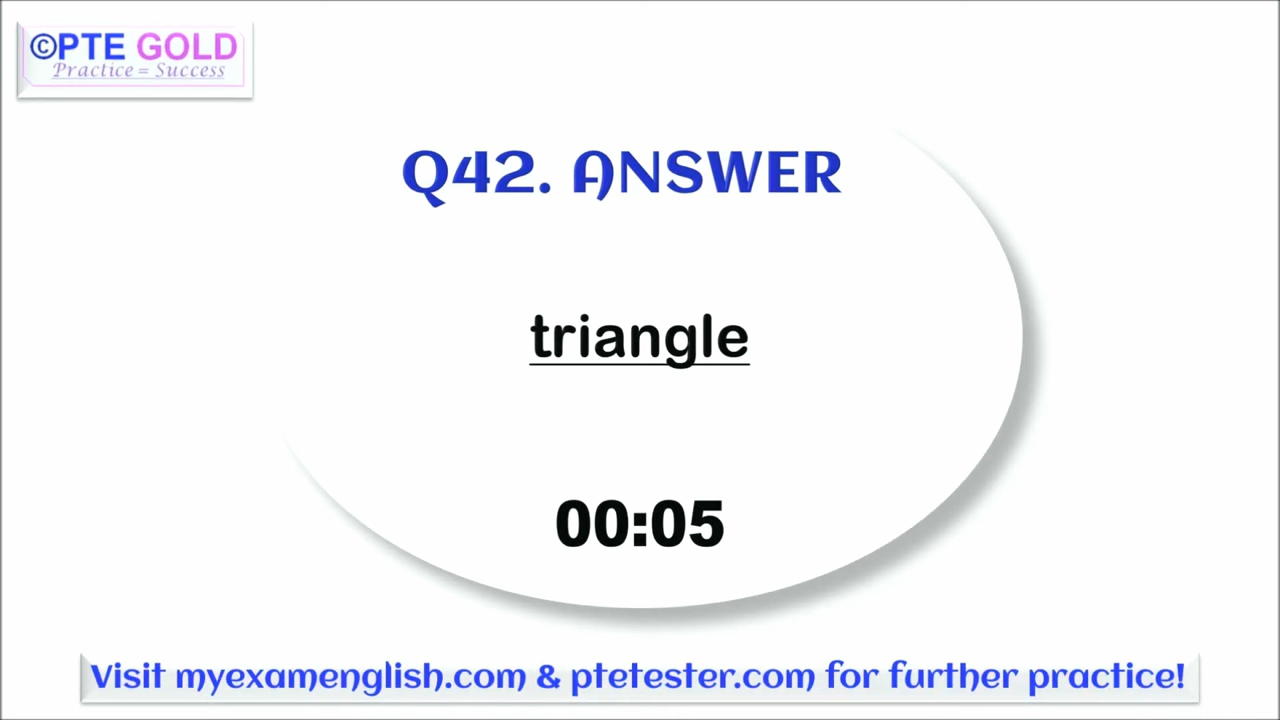 ©PTE GOLD
Practice = Success
Q42. ANSWER
triangle
00:05
Visit myexamenglish.com & ptetester.com for further practice!